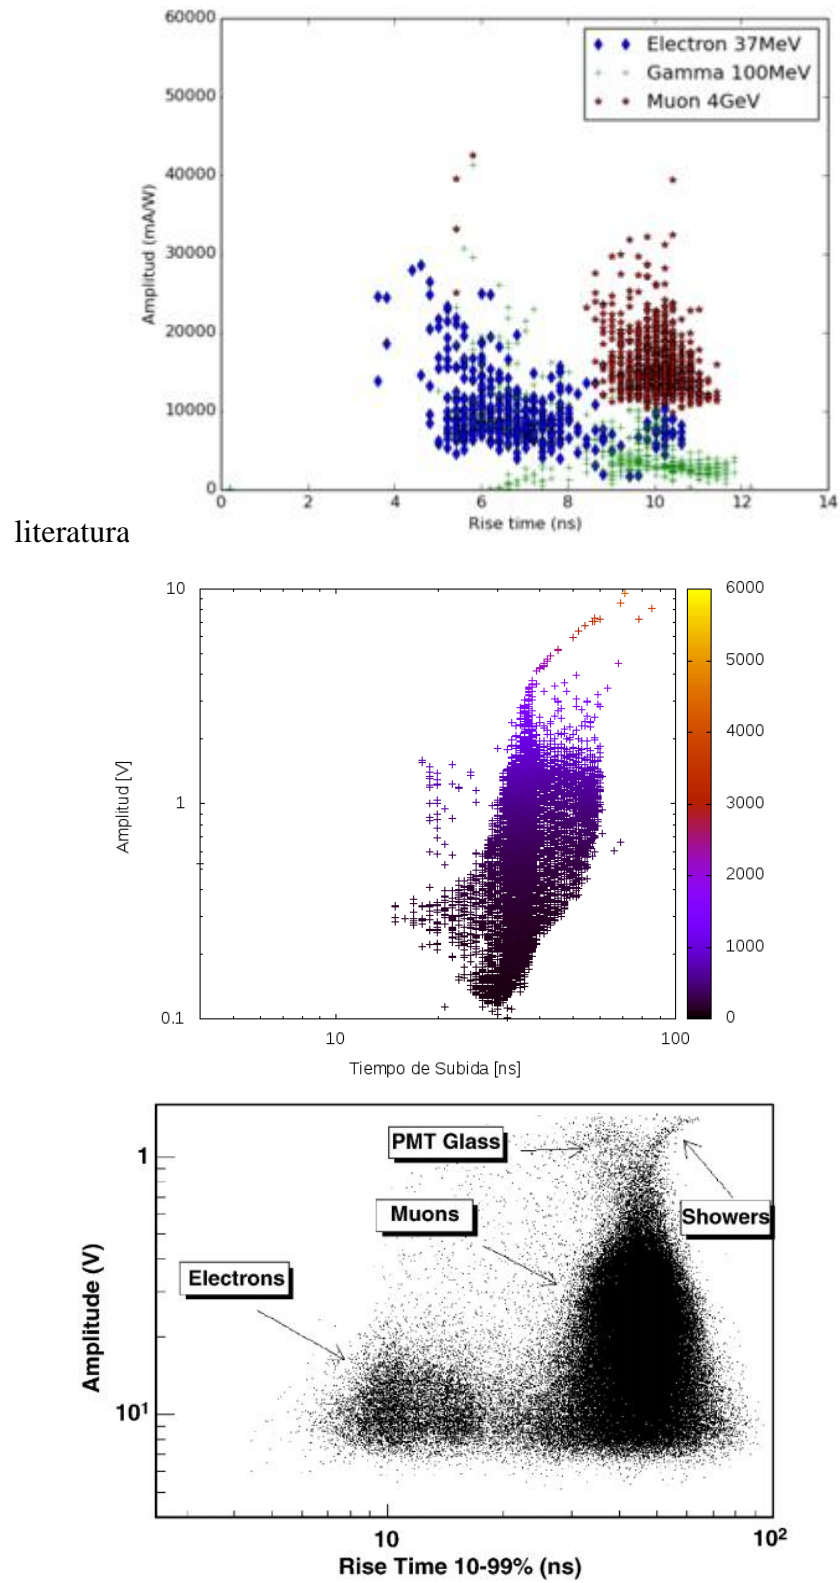 60000
50000
40000
30000
20000
10000
0
Amplitud (mA/W)
Electron 37MeV
Gamma 100MeV
Muon 4GeV
0 2 4 6 8 10 12 14
Rise time (ns)
literatura
10
1
0.1
Amplitud [V]
10 100
Tiempo de Subida [ns]
6000
5000
4000
3000
2000
1000
0
PMT Glass
Muons
Showers
Electrons
1
10¹
Amplitude (V)
10 10²
Rise Time 10-99% (ns)